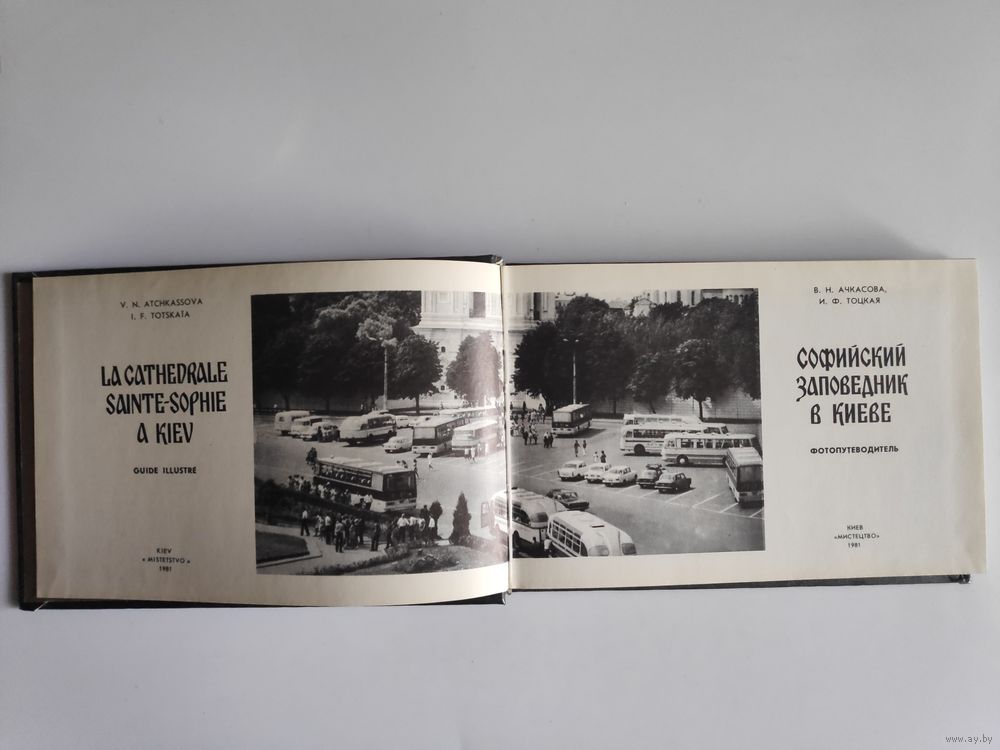 V. N. ATCHKASSOVA
I. F. TOTSKAÏA
LA CATHEDRALE
SAINTE-SOPHIE
A KIEV
GUIDE ILLUSTRE
KIEV
« MISTETSTVO »
1981
В. Н. АЧКАСОВА,
И. Ф. ТОЦКАЯ
СОФИЙСКИЙ
ЗАПОВЕДНИК
В КИЕВЕ
ФОТОПУТЕВОДИТЕЛЬ
КИЕВ
«МИСТЕЦТВО»
1981
www.ay.by